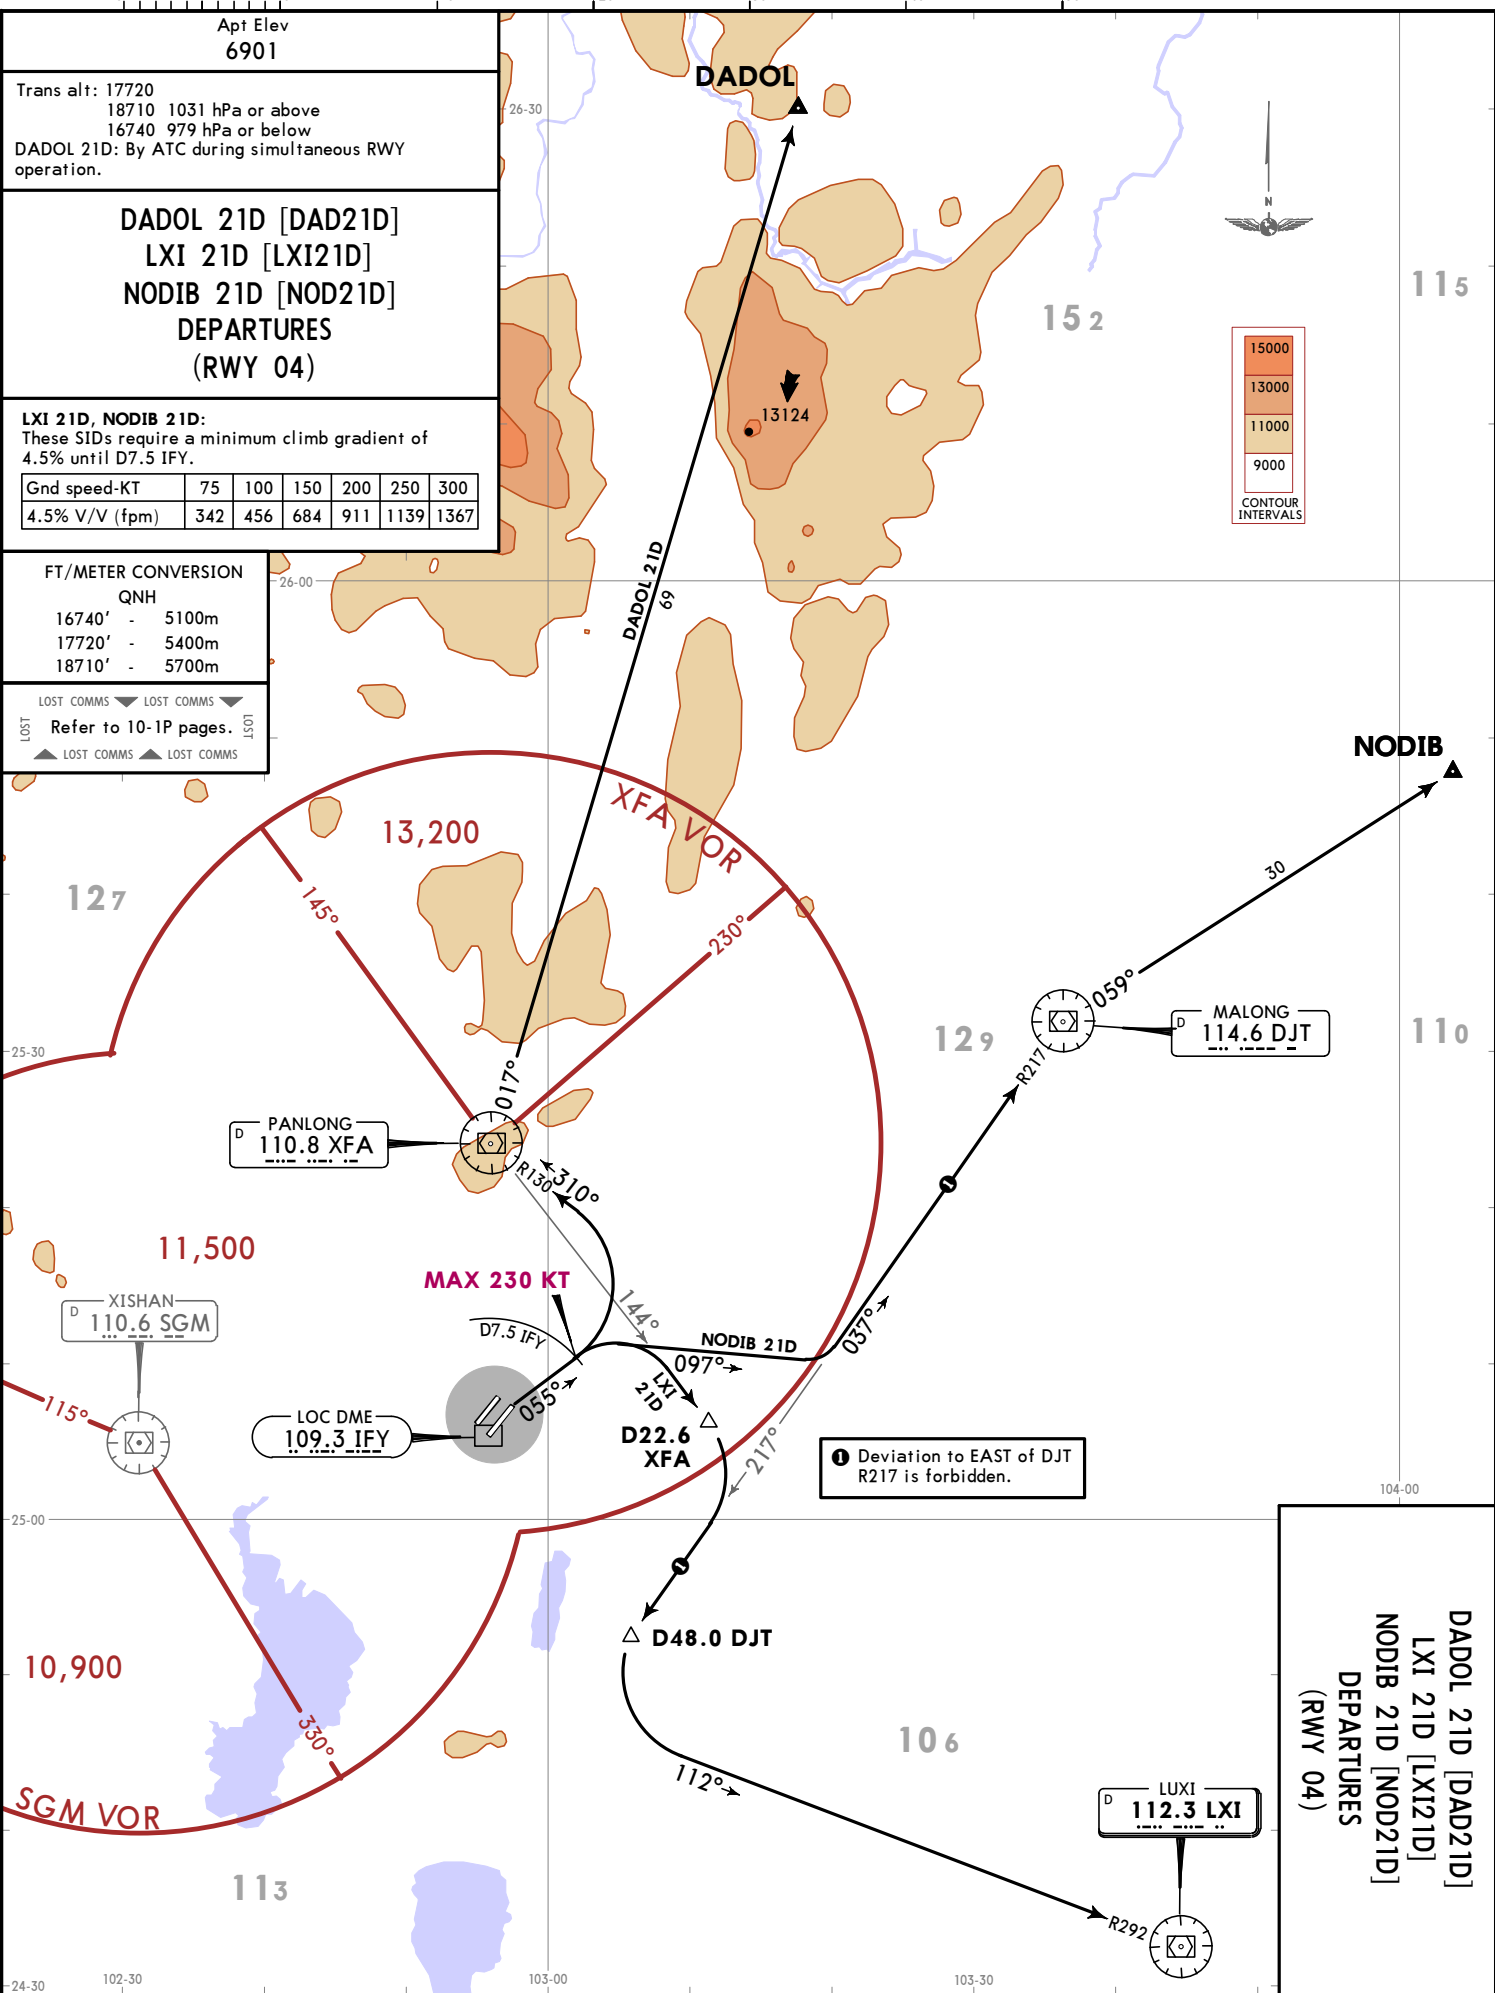 Apt Elev
6901
Trans alt: 17720
18710 1031 hPa or above
16740 979 hPa or below
DADOL 21D: By ATC during simultaneous RWY
operation.
DADOL 21D [DAD21D]
LXI 21D [LXI21D]
NODIB 21D [NOD21D]
DEPARTURES
(RWY 04)
LXI 21D, NODIB 21D:
These SIDs require a minimum climb gradient of
4.5% until D7.5 IFY.
Gnd speed-KT 75 100 150 200 250 300
4.5% V/V (fpm) 342 456 684 911 1139 1367
FT/METER CONVERSION
QNH
16740' - 5100m
17720' - 5400m
18710' - 5700m
LOST COMMS LOST COMMS
LOST Refer to 10-1P pages. LOST
LOST COMMS LOST COMMS
DADOL
26-30
N
115
152
15000
13000
11000
9000
CONTOUR
INTERVALS
13124
DADOL 21D
69
26-00
NODIB
30
XFA VOR
13,200
127
145°
230°
059°
MALONG
D 114.6 DJT
129
110
R217
25-30
017°
PANLONG
D 110.8 XFA
R130
310°
11,500
MAX 230 KT
XISHAN
D 110.6 SGM
D7.5 IFY
144°
NODIB 21D
097°
037°
LXI
21D
055°
115°
LOC DME
109.3 IFY
D22.6
XFA
217°
1 Deviation to EAST of DJT
R217 is forbidden.
1
1
104-00
25-00
D48.0 DJT
10,900
330°
SGM VOR
106
112°
LUXI
D 112.3 LXI
R292
113
24-30
102-30
103-00
103-30
DADOL 21D [DAD21D]
LXI 21D [LXI21D]
NODIB 21D [NOD21D]
DEPARTURES
(RWY 04)